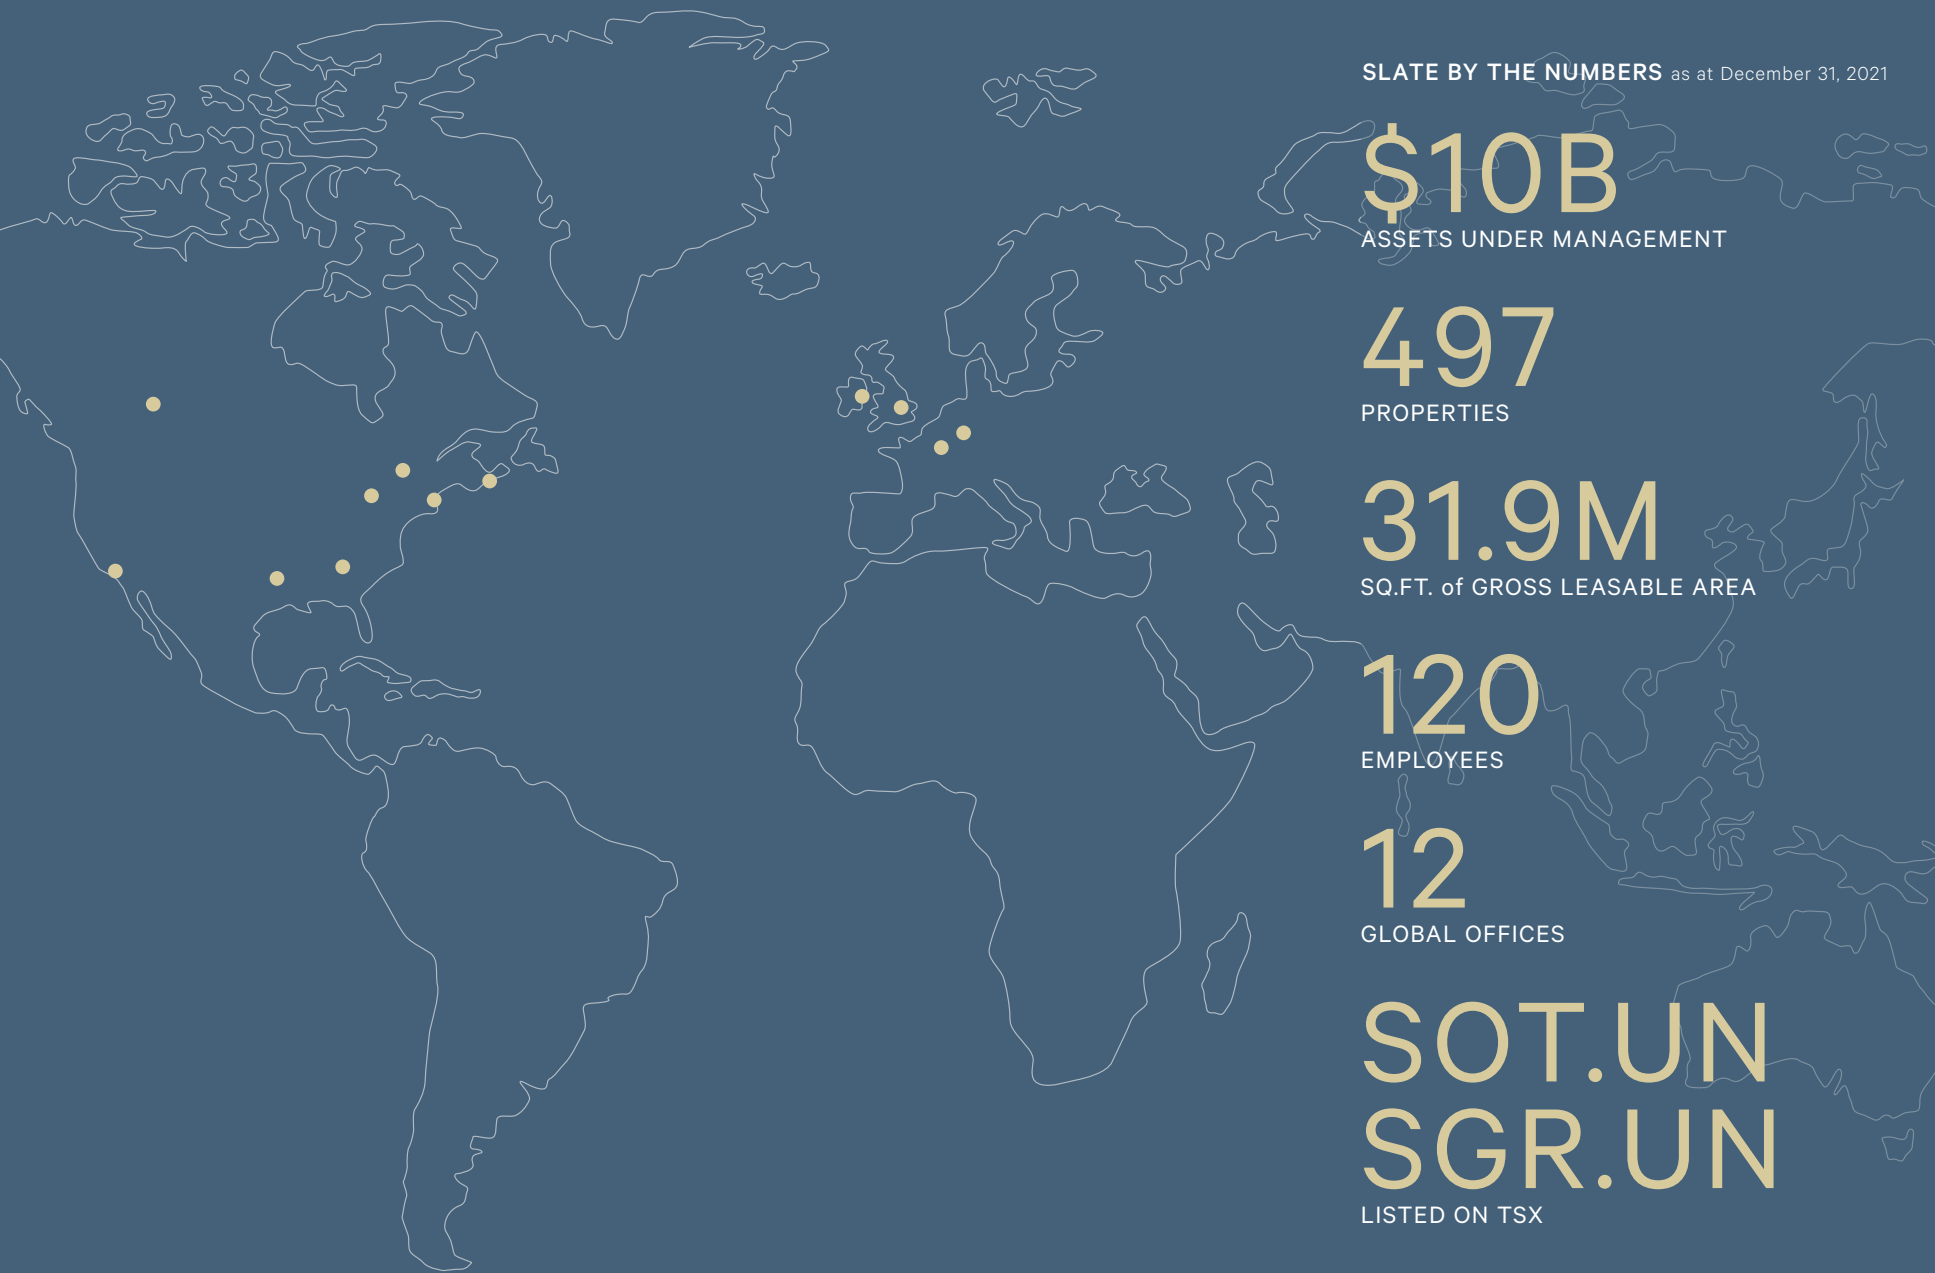 SLATE BY THE NUMBERS as at December 31, 2021
$10B
ASSETS UNDER MANAGEMENT
497
PROPERTIES
31.9M
SQ.FT. of GROSS LEASABLE AREA
120
EMPLOYEES
12
GLOBAL OFFICES
SOT.UN
SGR.UN
LISTED ON TSX